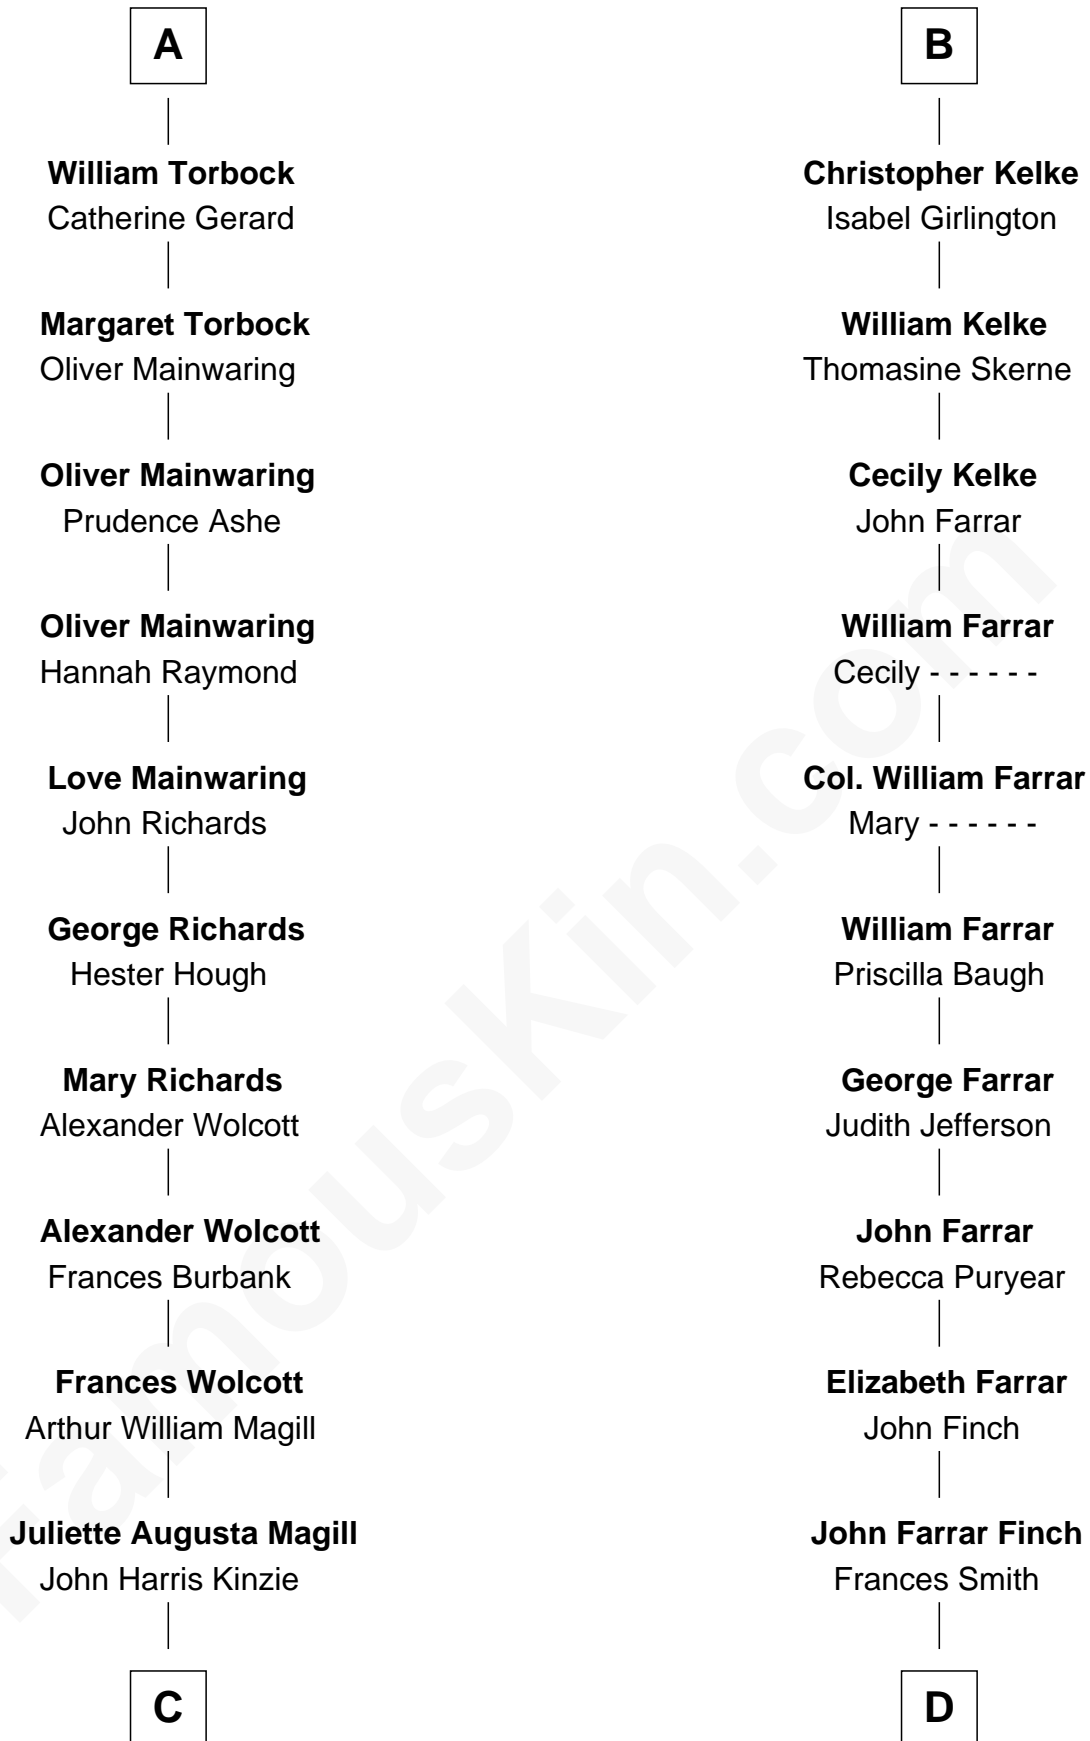 A
William Torbock
Catherine Gerard
Margaret Torbock
Oliver Mainwaring
Oliver Mainwaring
Prudence Ashe
Oliver Mainwaring
Hannah Raymond
Love Mainwaring
John Richards
George Richards
Hester Hough
Mary Richards
Alexander Wolcott
Alexander Wolcott
Frances Burbank
Frances Wolcott
Arthur William Magill
Juliette Augusta Magill
John Harris Kinzie
C
B
Christopher Kelke
Isabel Girlington
William Kelke
Thomasine Skerne
Cecily Kelke
John Farrar
William Farrar
Cecily - - - - - -
Col. William Farrar
Mary - - - - - -
William Farrar
Priscilla Baugh
George Farrar
Judith Jefferson
John Farrar
Rebecca Puryear
Elizabeth Farrar
John Finch
John Farrar Finch
Frances Smith
D
FamousKin.com